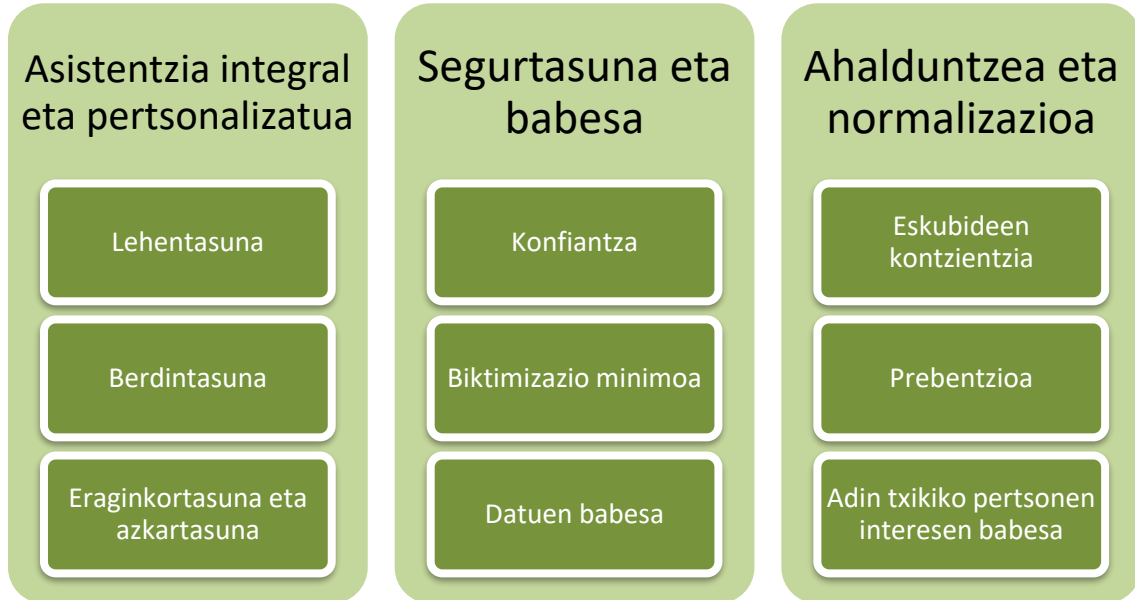 Asistentzia integral
eta pertsonalizatua
Lehentasuna
Berdintasuna
Eraginkortasuna eta
azkartasuna
Segurtasuna eta
babesa
Konfiantza
Biktimizazio minimoa
Datuen babesa
Ahalduntzea eta
normalizazioa
Eskubideen
kontzientzia
Prebentzioa
Adin txikiko pertsonen
interesen babesa